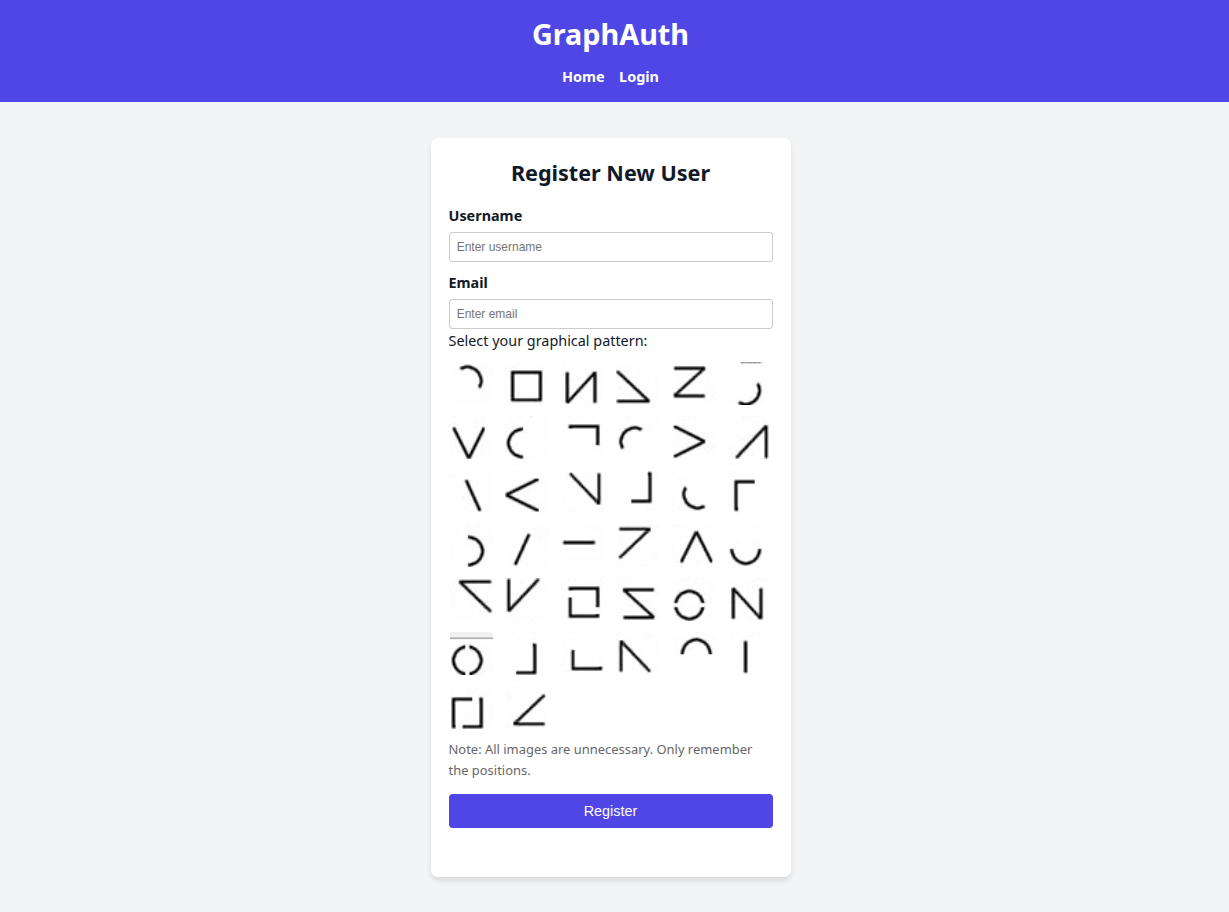 GraphAuth
Home Login
Register New User
Username
Enter username
Email
Enter email
Select your graphical pattern:
Note: All images are unnecessary. Only remember
the positions.
Register